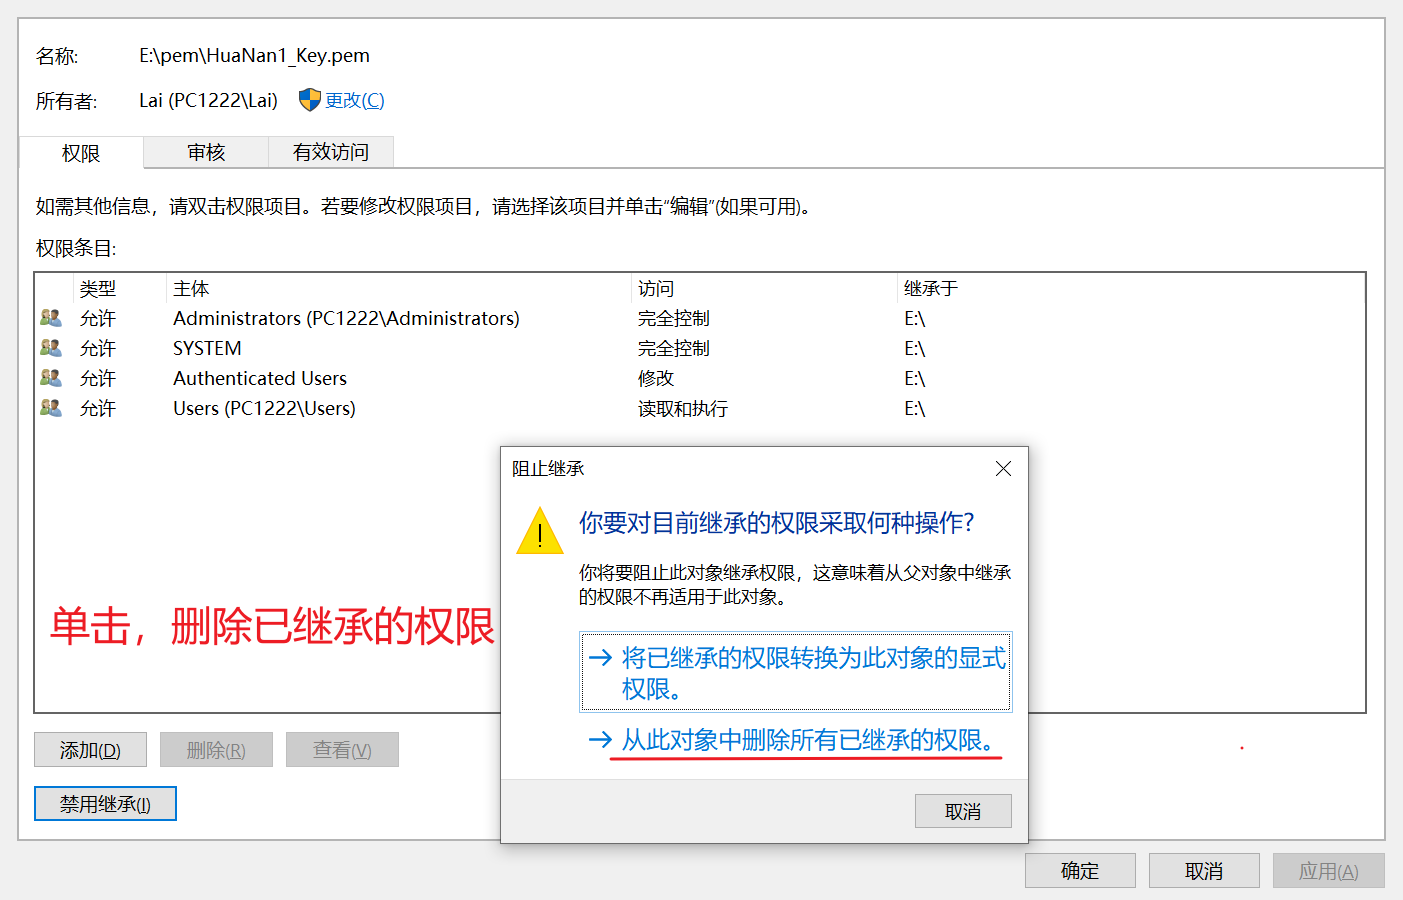 名称: E:\pem\HuaNan1_Key.pem
所有者: Lai (PC1222\Lai) 更改(C)
权限 审核 有效访问
如需其他信息，请双击权限项目。若要修改权限项目，请选择该项目并单击“编辑”(如果可用)。
权限条目:
类型 主体 访问 继承于
允许 Administrators (PC1222\Administrators) 完全控制 E:\
允许 SYSTEM 完全控制 E:\
允许 Authenticated Users 修改 E:\
允许 Users (PC1222\Users) 读取和执行 E:\
阻止继承
你要对目前继承的权限采取何种操作?
你将要阻止此对象继承权限，这意味着从父对象中继承
的权限不再适用于此对象。
单击，删除已继承的权限
将已继承的权限转换为此对象的显式
权限。
从此对象中删除所有已继承的权限。
取消
添加(D) 删除(R) 查看(V)
禁用继承(I)
确定 取消 应用(A)